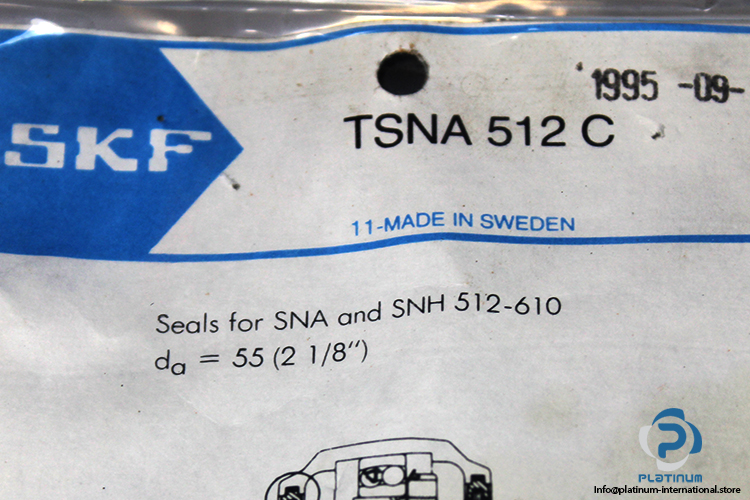 1995 -09-
SKF
TSNA 512 C
11-MADE IN SWEDEN
Seals for SNA and SNH 512-610
da = 55 (2 1/8")
PLATINUM
Info@platinum-international.store